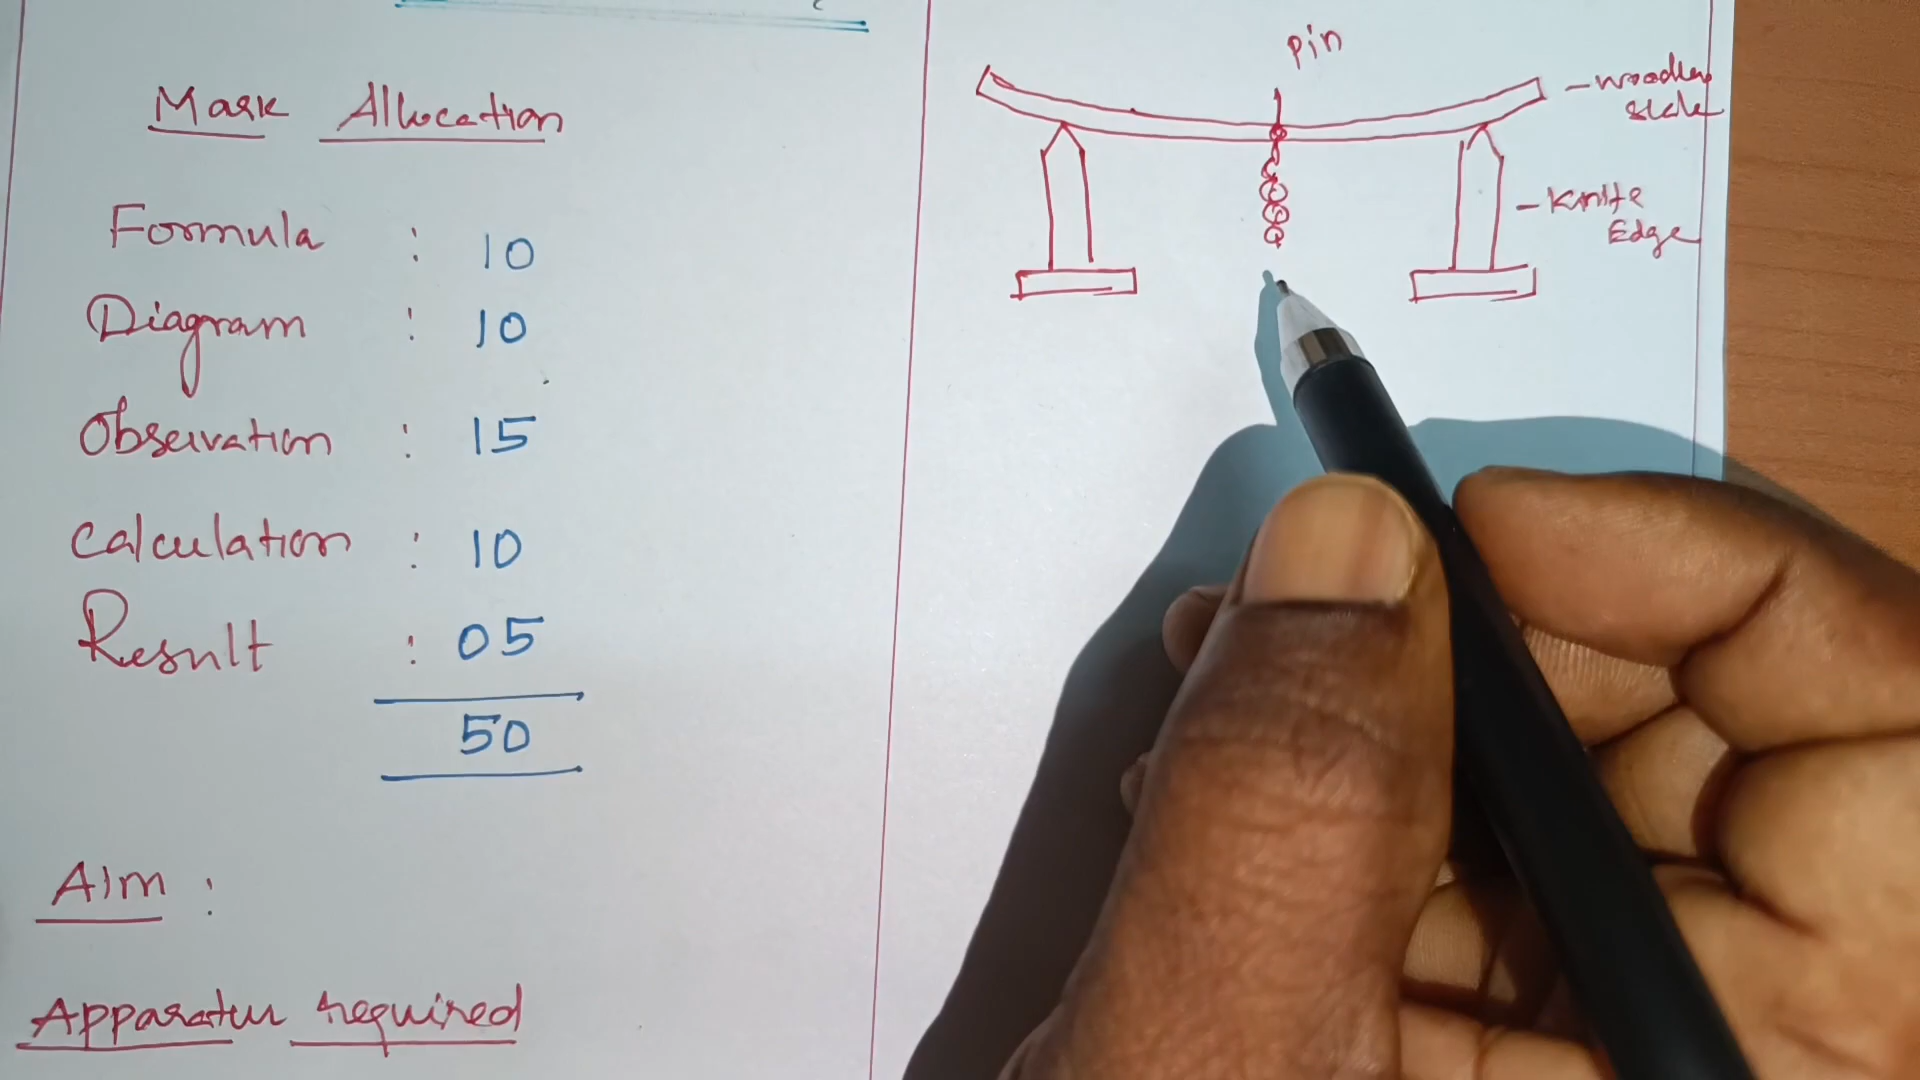 Mark Allocation
Formula : 10
Diagram : 10
Observation : 15
Calculation : 10
Result : 05
50
Aim :
Apparatus required
pin
- wooden
scale
- Knife
Edge